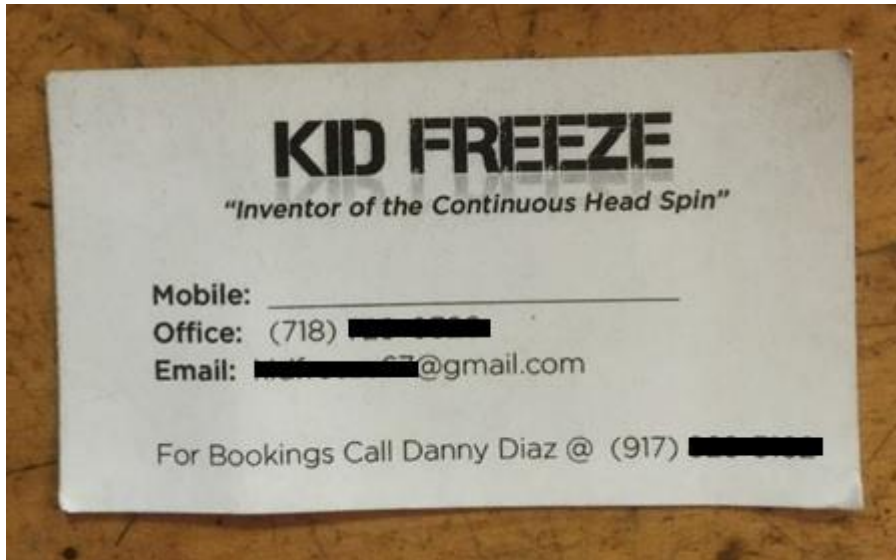 KID FREEZE
"Inventor of the Continuous Head Spin"
Mobile:
Office: (718)
Email: @gmail.com
For Bookings Call Danny Diaz @ (917)